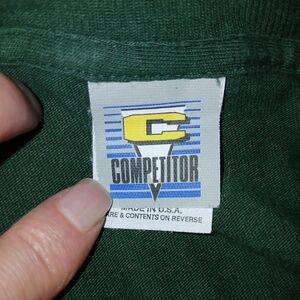 C
COMPETITOR
MADE IN U.S.A.
ARE & CONTENTS ON REVERSE